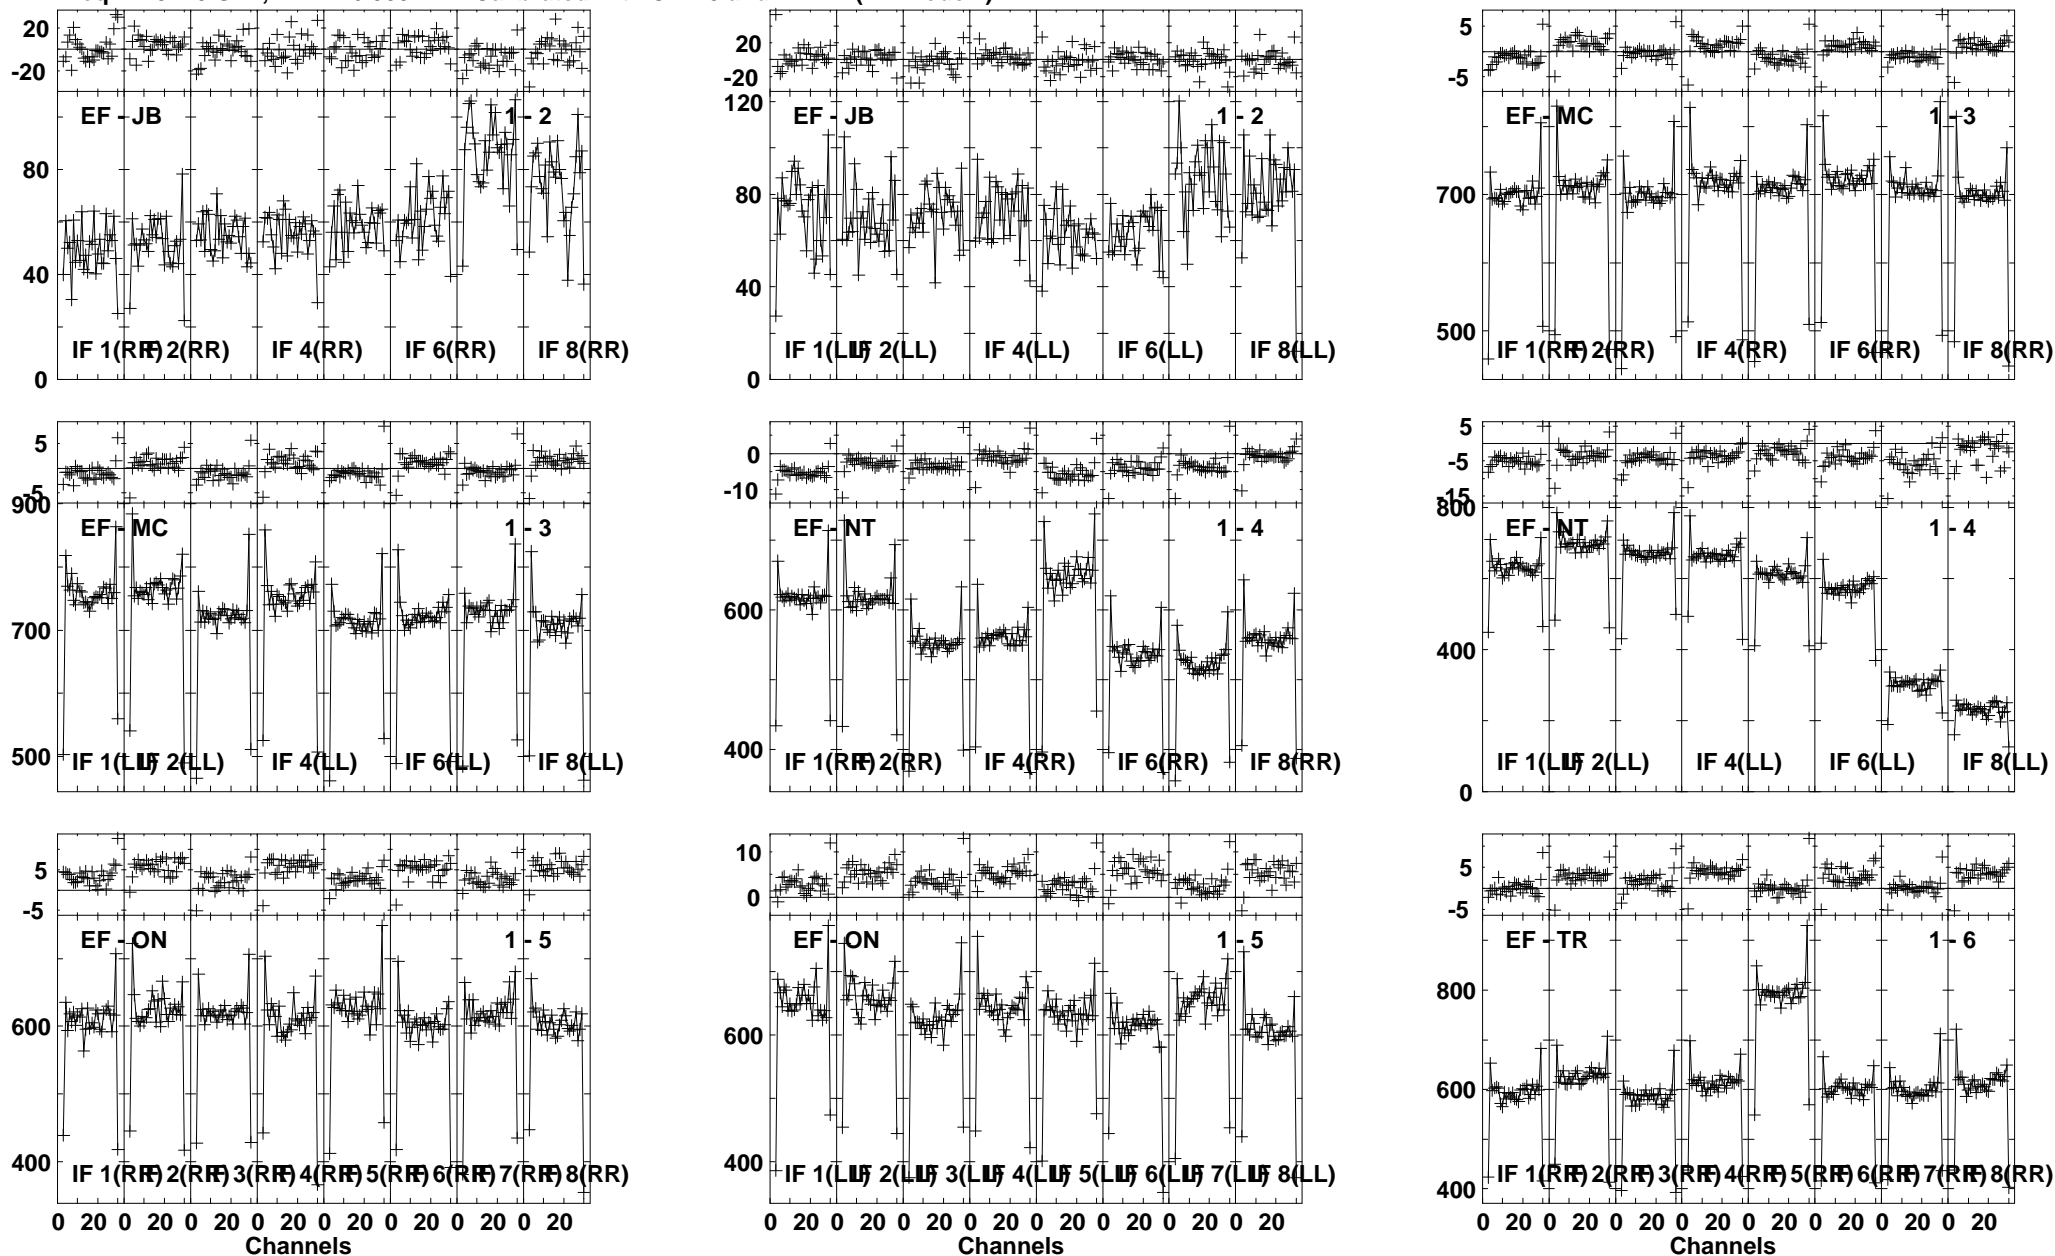 20
-20
EF - JB 1 - 2
80
40
0
IF 1(RR) IF 2(RR) IF 4(RR) IF 6(RR) IF 8(RR)
20
-20
120
EF - JB 1 - 2
80
40
0
IF 1(LL) IF 2(LL) IF 4(LL) IF 6(LL) IF 8(LL)
5
-5
EF - MC 1 - 3
700
500
IF 1(RR) IF 2(RR) IF 4(RR) IF 6(RR) IF 8(RR)
5
-5
900
EF - MC 1 - 3
700
500
IF 1(LL) IF 2(LL) IF 4(LL) IF 6(LL) IF 8(LL)
0
-10
EF - NT 1 - 4
600
400
IF 1(RR) IF 2(RR) IF 4(RR) IF 6(RR) IF 8(RR)
5
-5
-15
800
EF - NT 1 - 4
400
0
IF 1(LL) IF 2(LL) IF 4(LL) IF 6(LL) IF 8(LL)
5
-5
EF - ON 1 - 5
600
400
IF 1(RR) IF 2(RR) IF 3(RR) IF 4(RR) IF 5(RR) IF 6(RR) IF 7(RR) IF 8(RR)
0 20 0 20 0 20 0 20 0 20 0 20 0 20 0 20
Channels
10
0
EF - ON 1 - 5
600
400
IF 1(LL) IF 2(LL) IF 3(LL) IF 4(LL) IF 5(LL) IF 6(LL) IF 7(LL) IF 8(LL)
0 20 0 20 0 20 0 20 0 20 0 20 0 20 0 20
Channels
5
-5
EF - TR 1 - 6
800
600
400
IF 1(RR) IF 2(RR) IF 3(RR) IF 4(RR) IF 5(RR) IF 6(RR) IF 7(RR) IF 8(RR)
0 20 0 20 0 20 0 20 0 20 0 20 0 20 0 20
Channels